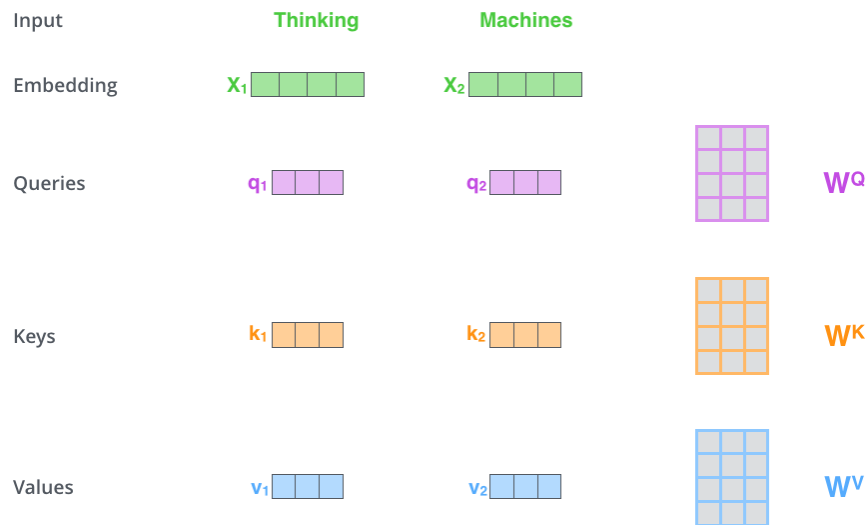 Input Thinking Machines
Embedding X1 X2
Queries q1 q2 WQ
Keys k1 k2 WK
Values v1 v2 WV